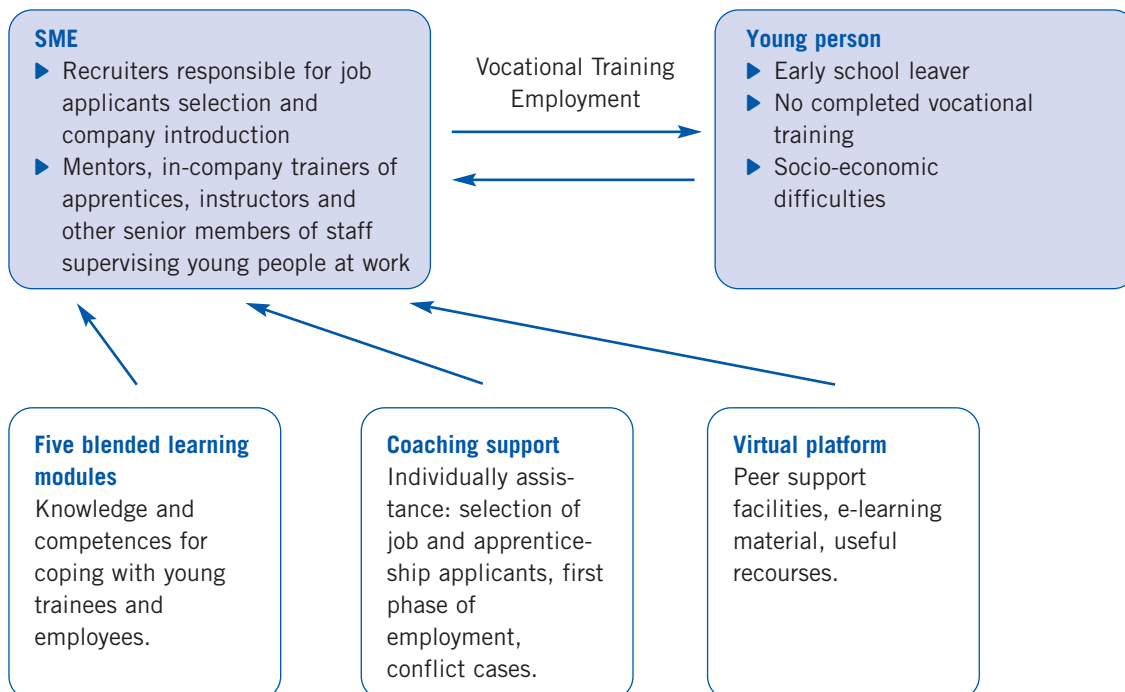 SME
Recruiters responsible for job
applicants selection and
company introduction
Mentors, in-company trainers of
apprentices, instructors and
other senior members of staff
supervising young people at work
Vocational Training
Employment
Young person
Early school leaver
No completed vocational
training
Socio-economic
difficulties
Five blended learning
modules
Knowledge and
competences for
coping with young
trainees and
employees.
Coaching support
Individually assis-
tance: selection of
job and apprentice-
ship applicants, first
phase of
employment,
conflict cases.
Virtual platform
Peer support
facilities, e-learning
material, useful
recourses.